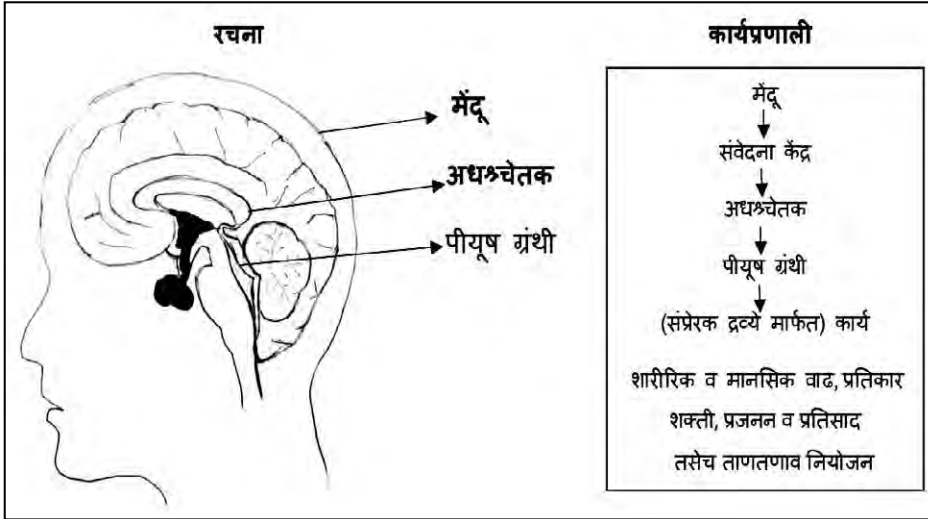 रचना
मेंदू
अधश्र्चेतक
पीयूष ग्रंथी
कार्यप्रणाली
मेंदू
संवेदना केंद्र
अधश्र्चेतक
पीयूष ग्रंथी
(संप्रेरक द्रव्ये मार्फत) कार्य
शारीरिक व मानसिक वाढ, प्रतिकार
शक्ती, प्रजनन व प्रतिसाद
तसेच ताणतणाव नियोजन